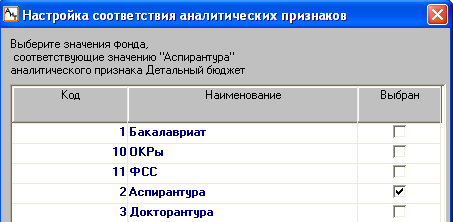 Настройка соответствия аналитических признаков
Выберите значения фонда,
соответствующие значению "Аспирантура"
аналитического признака Детальный бюджет
Код Наименование Выбран
1 Бакалавриат
10 ОКРы
11 ФСС
2 Аспирантура
3 Докторантура